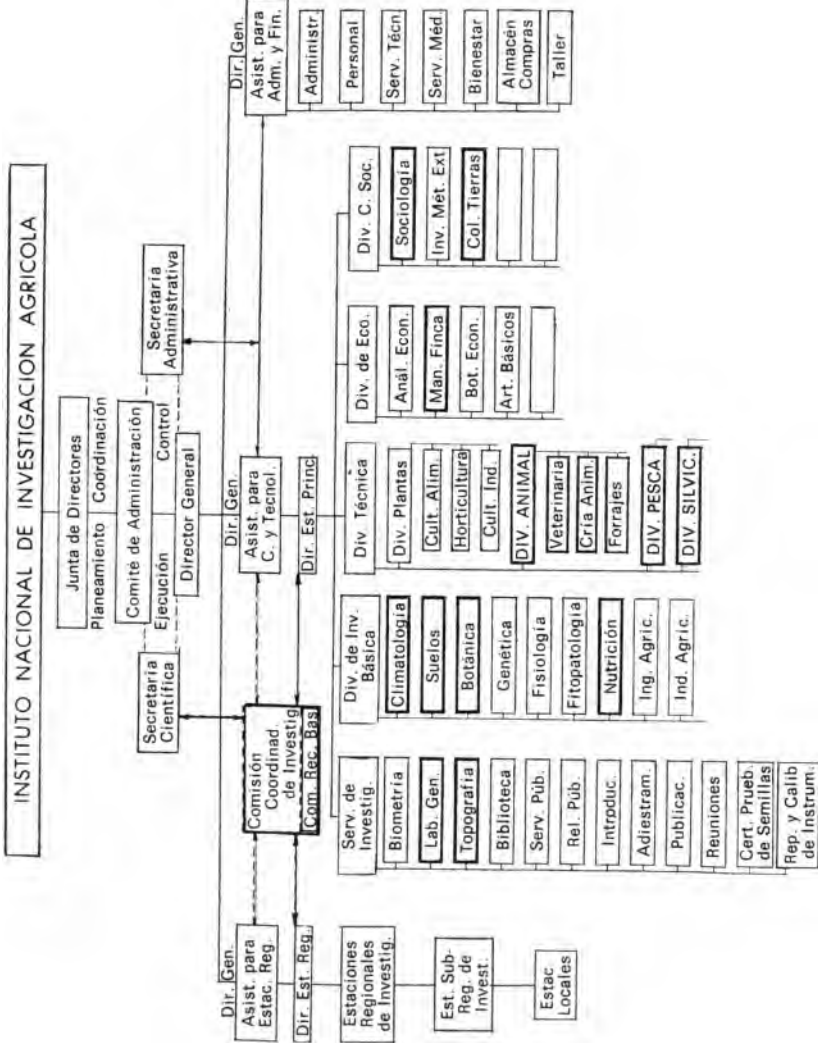 INSTITUTO NACIONAL DE INVESTIGACION AGRICOLA
Junta de Directores
Planeamiento Coordinación
Comité de Administración
Ejecución Control
Director General
Secretaria
Científica
Secretaria
Administrativa
Dir. Gen.
Asist. para
Estac. Reg.
Dir. Est. Reg.
Comisión
Coordinad.
de Investig
Com. Rec. Bas.
Dir. Gen.
Asist. para
C. y Tecnol.
Dir. Est. Princ.
Dir. Gen.
Asist. para
Adm. y Fin.
Estaciones
Regionales
de Investig.
Est. Sub-
Reg. de
Invest.
Estac.
Locales
Serv. de
Investig.
Biometría
Lab. Gen.
Topografía
Biblioteca
Serv. Púb.
Rel. Púb.
Introduc.
Adiestram.
Publicac.
Reuniones
Cert. Prueb.
de Semillas
Rep. y Calib
de Instrum.
Div. de Inv.
Básica
Climatología
Suelos
Botánica
Genética
Fisiología
Fitopatología
Nutrición
Ing. Agric.
Ind. Agric.
Div. Técnica
Div. Plantas
Cult. Alim.
Horticultura
Cult. Ind.
DIV. ANIMAL
Veterinaria
Cría Anim.
Forrajes
DIV. PESCA
DIV. SILVIC.
Div. de Eco.
Anál. Econ.
Man. Finca
Bot. Econ.
Art. Básicos
Div. C. Soc.
Sociología
Inv. Mét. Ext
Col. Tierras
Administr.
Personal
Serv. Técn.
Serv. Méd.
Bienestar
Almacén
Compras
Taller